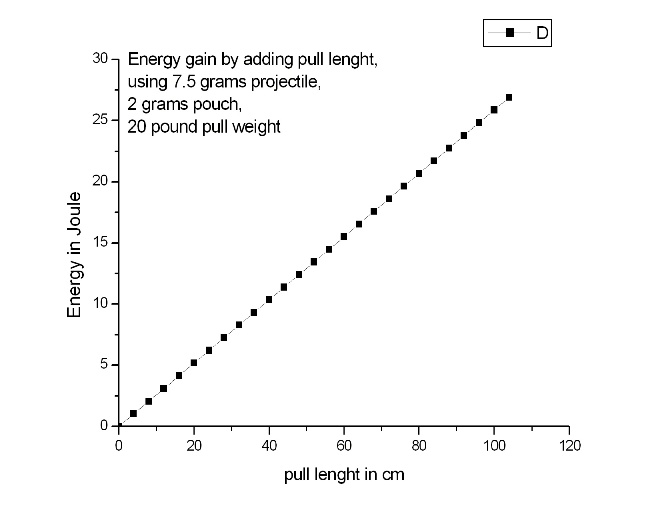 D
Energy gain by adding pull lenght,
using 7.5 grams projectile,
2 grams pouch,
20 pound pull weight
30
25
20
15
10
5
0
Energy in Joule
0 20 40 60 80 100 120
pull lenght in cm